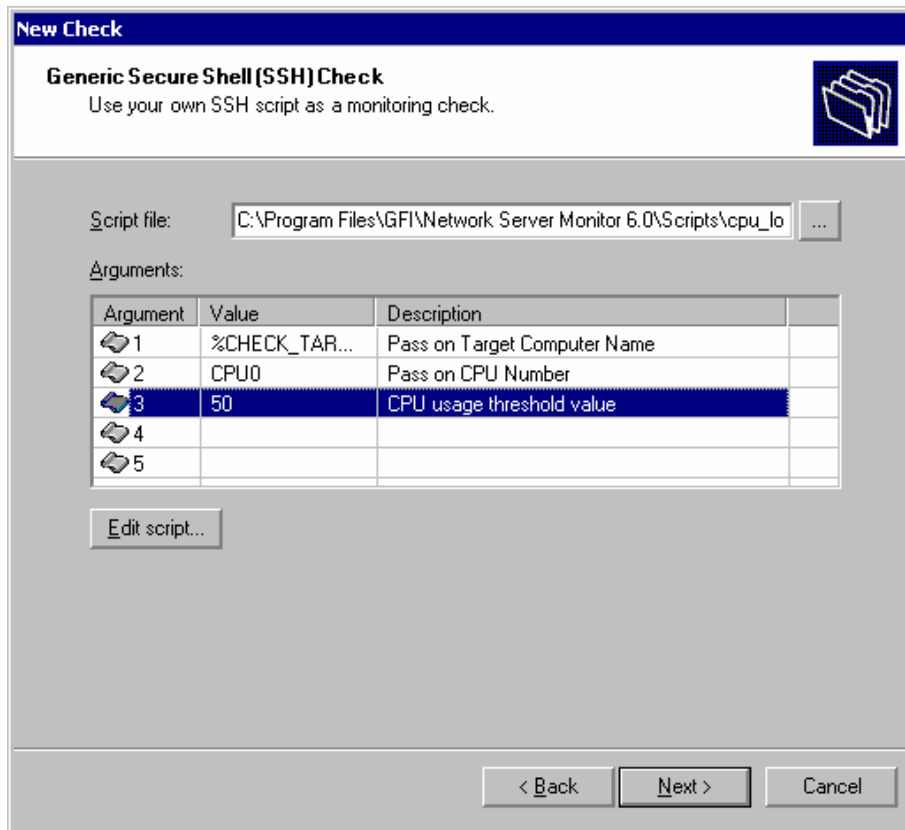 New Check
Generic Secure Shell (SSH) Check
Use your own SSH script as a monitoring check.
Script file: C:\Program Files\GFI\Network Server Monitor 6.0\Scripts\cpu_lo ...
Arguments:
Argument Value Description
1 %CHECK_TAR... Pass on Target Computer Name
2 CPU0 Pass on CPU Number
3 50 CPU usage threshold value
4
5
Edit script...
< Back Next > Cancel